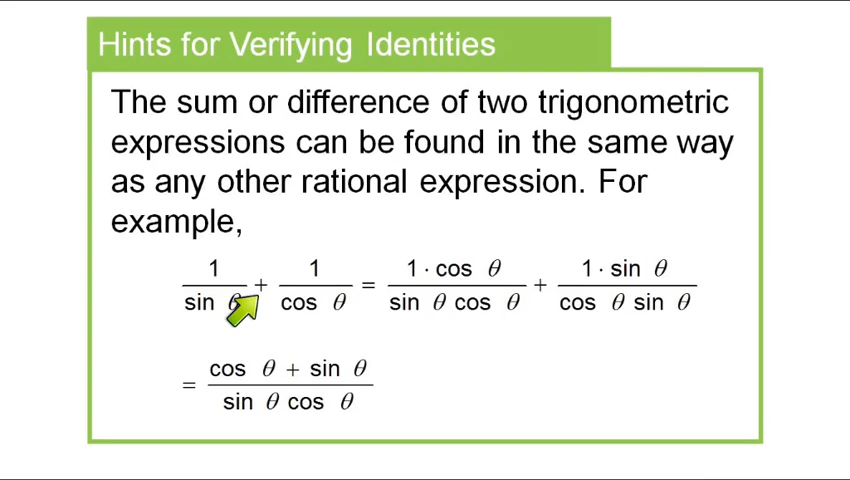 Hints for Verifying Identities
The sum or difference of two trigonometric
expressions can be found in the same way
as any other rational expression. For
example,
1/(sin θ) + 1/(cos θ) = (1 · cos θ)/(sin θ cos θ) + (1 · sin θ)/(cos θ sin θ)
= (cos θ + sin θ)/(sin θ cos θ)